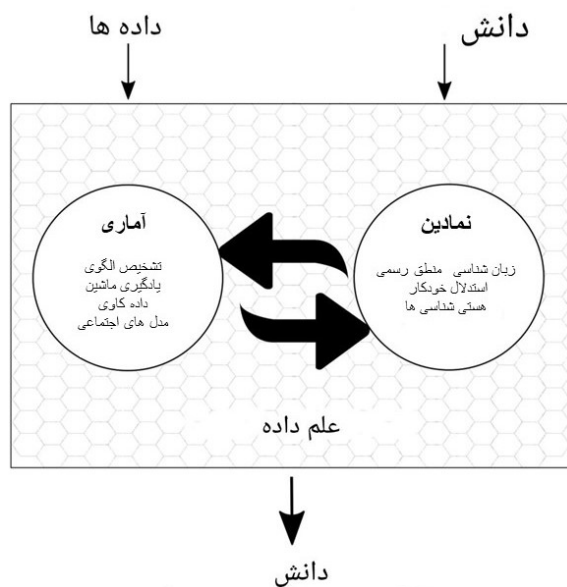 دانش
داده ها
نمادین
زبان شناسی منطق رسمی
استدلال خودکار
هستی شناسی ها
آماری
تشخیص الگوی
یادگیری ماشین
داده کاوی
مدل های اجتماعی
علم داده
دانش